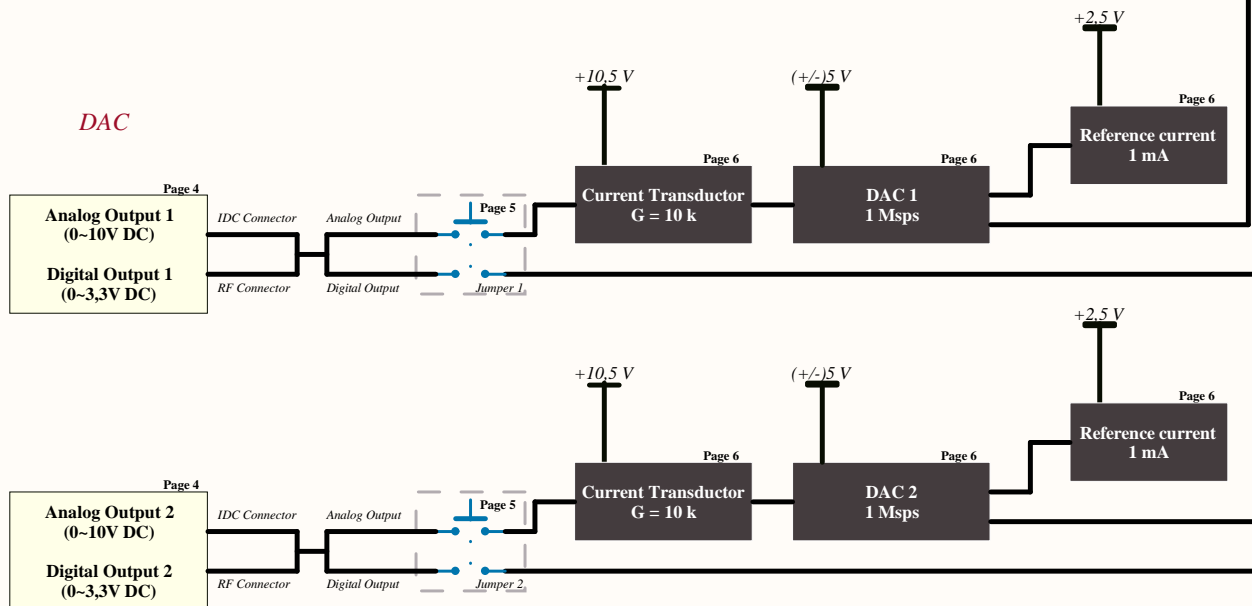 +2,5 V
+10,5 V
(+/-)5 V
DAC
Page 6
Reference current
1 mA
Page 6
Page 6
Page 4
Current Transductor
G = 10 k
DAC 1
1 Msps
Analog Output 1
(0~10V DC)
IDC Connector
Analog Output
Page 5
Digital Output 1
(0~3,3V DC)
RF Connector
Digital Output
Jumper 1
+2,5 V
+10,5 V
(+/-)5 V
Page 6
Reference current
1 mA
Page 6
Page 6
Page 4
Current Transductor
G = 10 k
DAC 2
1 Msps
Analog Output 2
(0~10V DC)
IDC Connector
Analog Output
Page 5
Digital Output 2
(0~3,3V DC)
RF Connector
Digital Output
Jumper 2